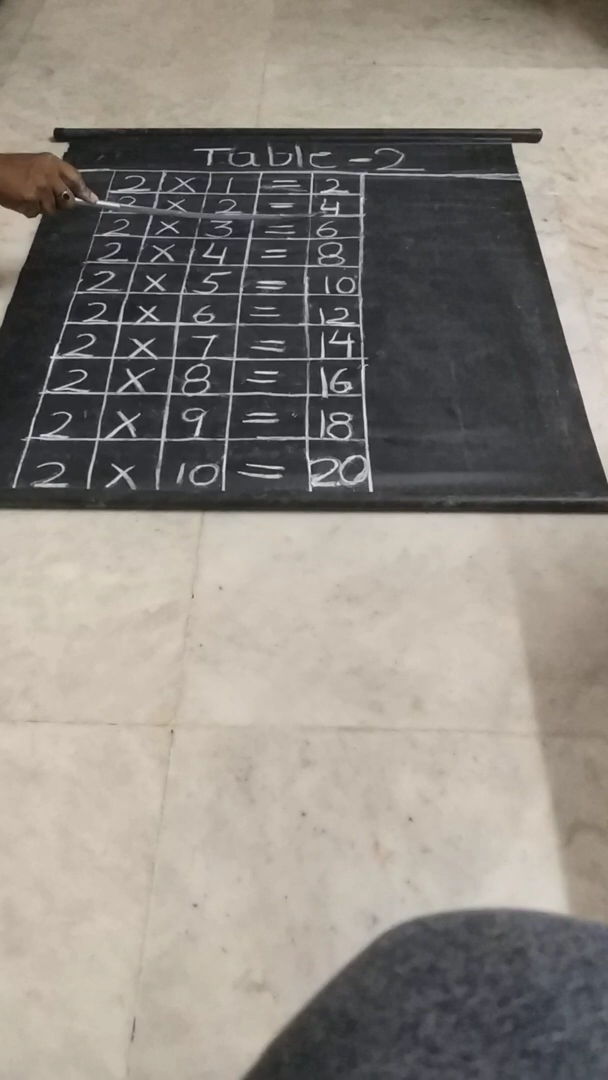 Table - 2
2 × 1 = 2
2 × 2 = 4
2 × 3 = 6
2 × 4 = 8
2 × 5 = 10
2 × 6 = 12
2 × 7 = 14
2 × 8 = 16
2 × 9 = 18
2 × 10 = 20